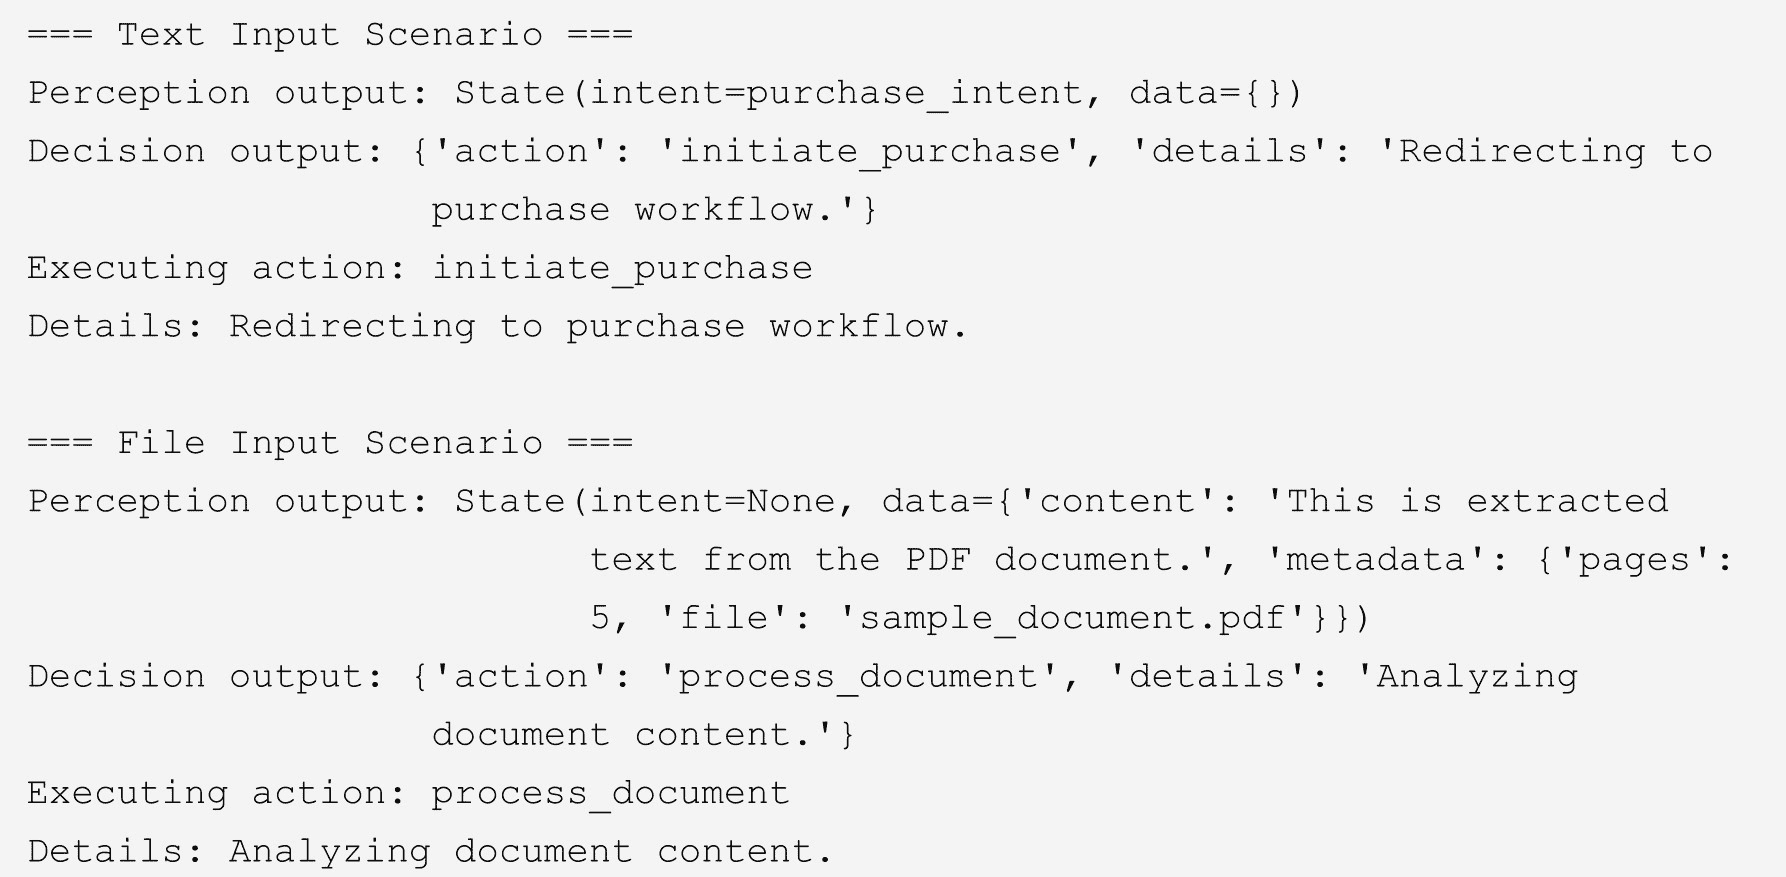 === Text Input Scenario ===
Perception output: State(intent=purchase_intent, data={})
Decision output: {'action': 'initiate_purchase', 'details': 'Redirecting to
purchase workflow.'}
Executing action: initiate_purchase
Details: Redirecting to purchase workflow.
=== File Input Scenario ===
Perception output: State(intent=None, data={'content': 'This is extracted
text from the PDF document.', 'metadata': {'pages':
5, 'file': 'sample_document.pdf'}})
Decision output: {'action': 'process_document', 'details': 'Analyzing
document content.'}
Executing action: process_document
Details: Analyzing document content.